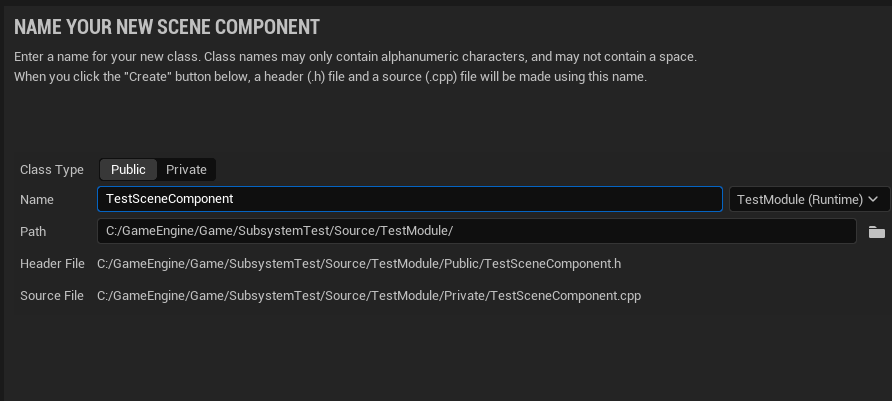 NAME YOUR NEW SCENE COMPONENT
Enter a name for your new class. Class names may only contain alphanumeric characters, and may not contain a space.
When you click the "Create" button below, a header (.h) file and a source (.cpp) file will be made using this name.
Class Type Public Private
Name TestSceneComponent TestModule (Runtime)
Path C:/GameEngine/Game/SubsystemTest/Source/TestModule/
Header File C:/GameEngine/Game/SubsystemTest/Source/TestModule/Public/TestSceneComponent.h
Source File C:/GameEngine/Game/SubsystemTest/Source/TestModule/Private/TestSceneComponent.cpp